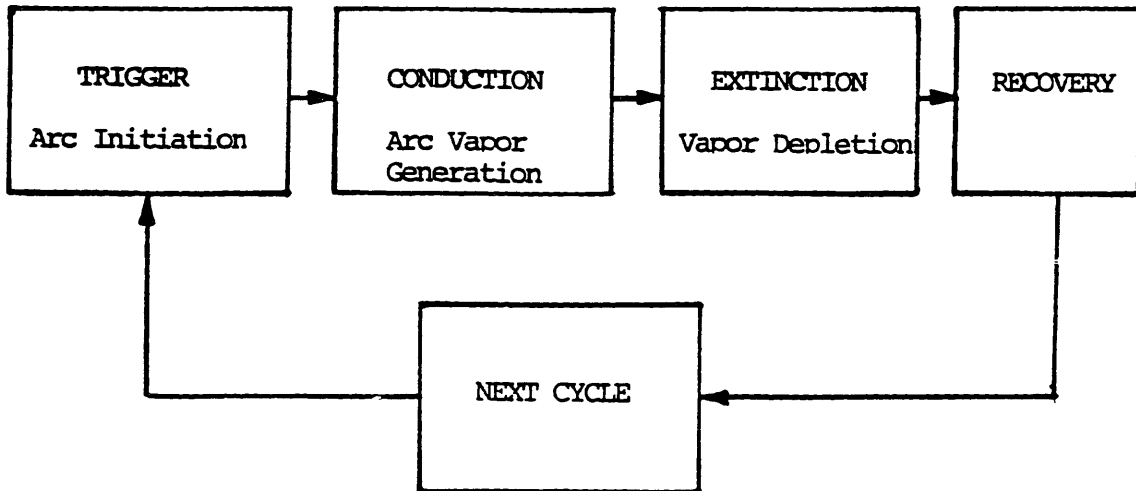 TRIGGER
Arc Initiation
CONDUCTION
Arc Vapor
Generation
EXTINCTION
Vapor Depletion
RECOVERY
NEXT CYCLE